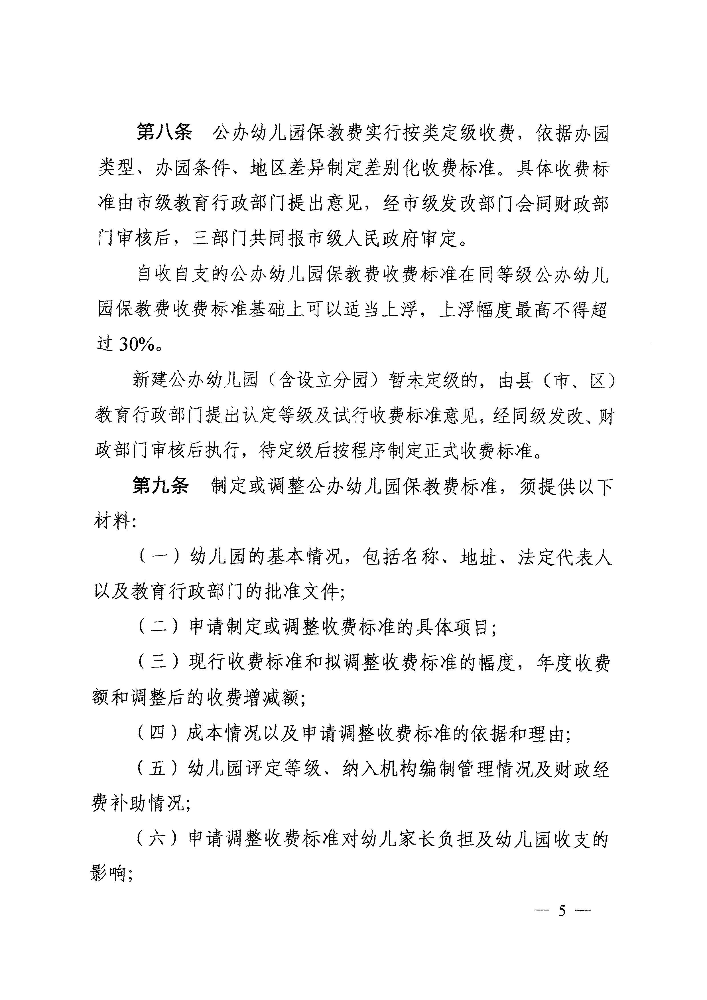 第八条 公办幼儿园保教费实行按类定级收费，依据办园
类型、办园条件、地区差异制定差别化收费标准。具体收费标
准由市级教育行政部门提出意见，经市级发改部门会同财政部
门审核后，三部门共同报市级人民政府审定。
自收自支的公办幼儿园保教费收费标准在同等级公办幼儿
园保教费收费标准基础上可以适当上浮，上浮幅度最高不得超
过 30%。
新建公办幼儿园（含设立分园）暂未定级的，由县（市、区）
教育行政部门提出认定等级及试行收费标准意见，经同级发改、财
政部门审核后执行，待定级后按程序制定正式收费标准。
第九条 制定或调整公办幼儿园保教费标准，须提供以下
材料：
（一）幼儿园的基本情况，包括名称、地址、法定代表人
以及教育行政部门的批准文件；
（二）申请制定或调整收费标准的具体项目；
（三）现行收费标准和拟调整收费标准的幅度，年度收费
额和调整后的收费增减额；
（四）成本情况以及申请调整收费标准的依据和理由；
（五）幼儿园评定等级、纳入机构编制管理情况及财政经
费补助情况；
（六）申请调整收费标准对幼儿家长负担及幼儿园收支的
影响；
— 5 —